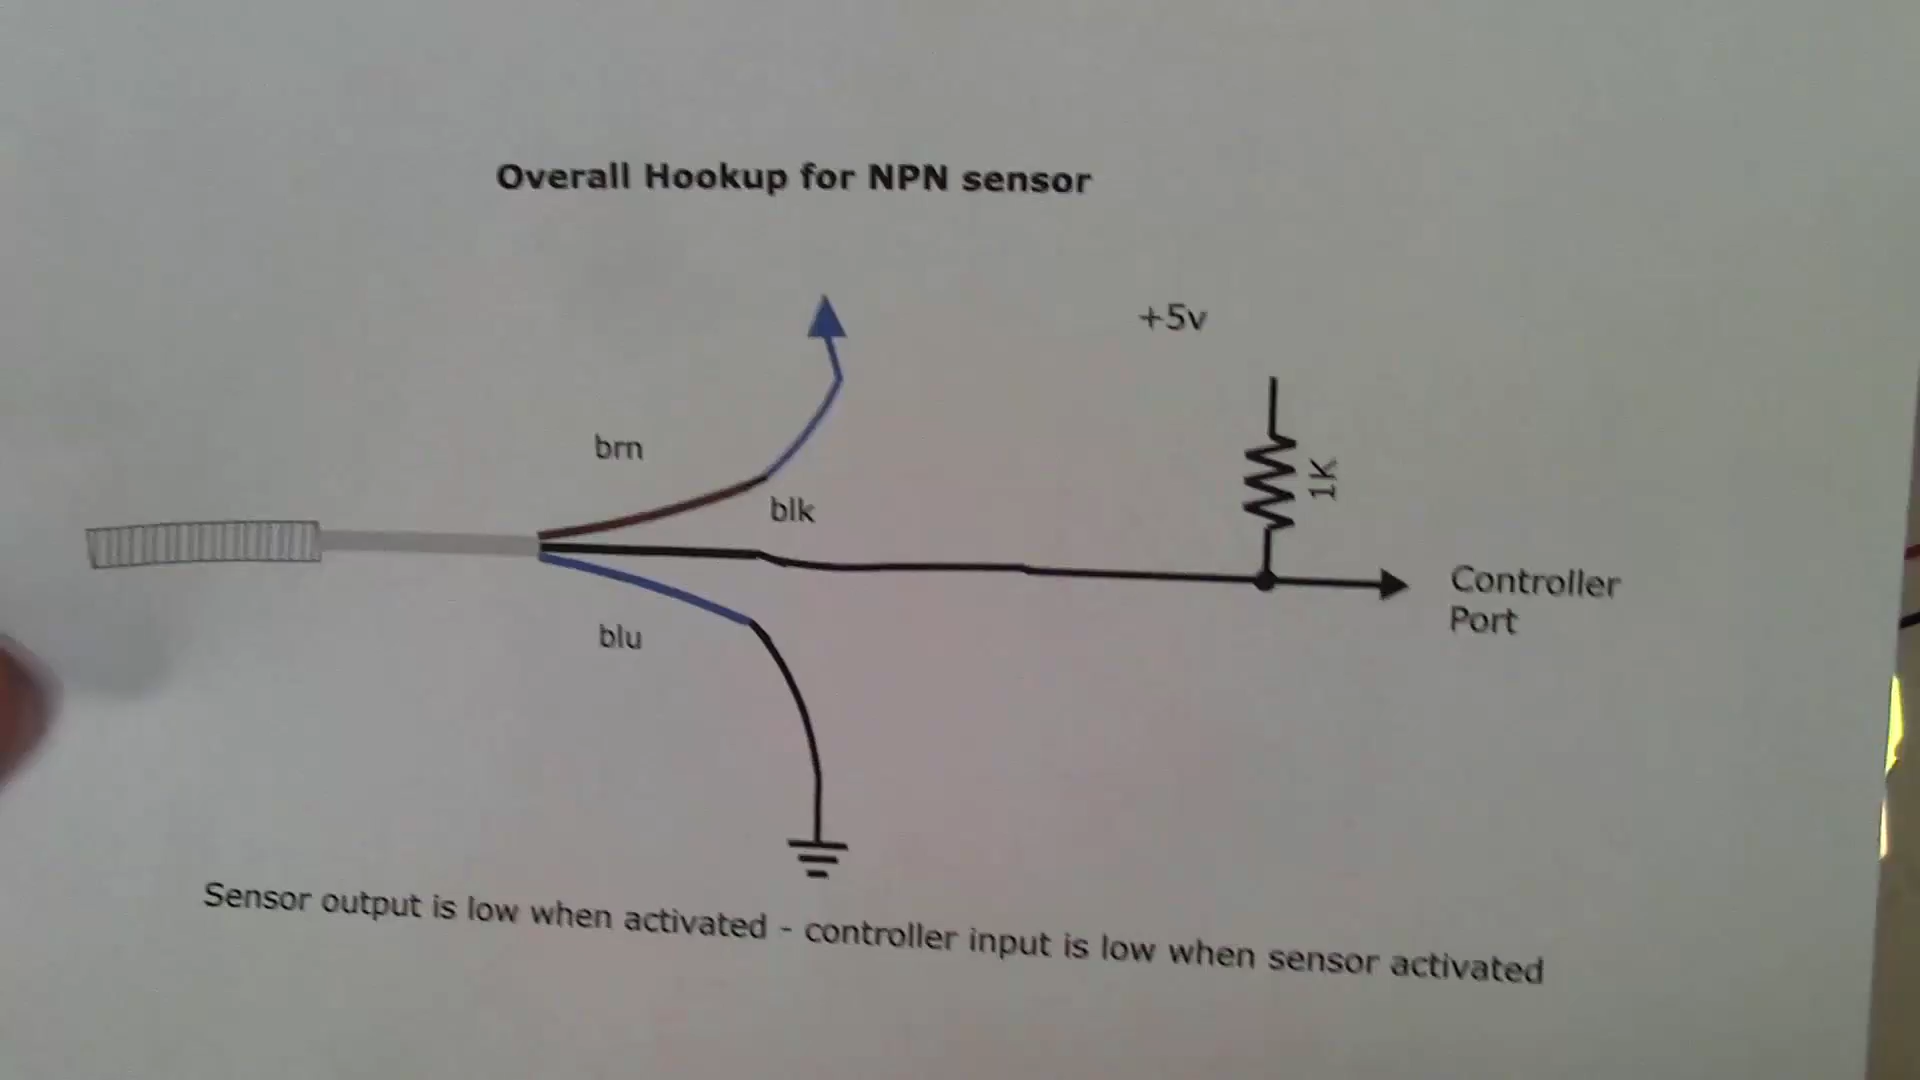 Overall Hookup for NPN sensor
+5v
brn
1K
blk
Controller
Port
blu
Sensor output is low when activated - controller input is low when sensor activated